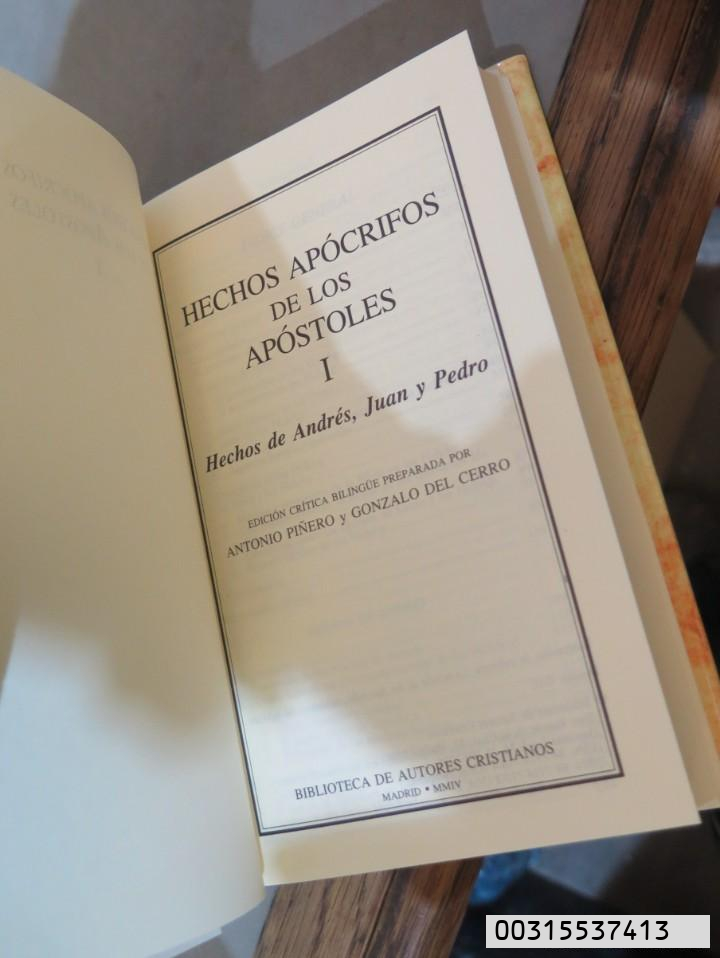 HECHOS APÓCRIFOS
DE LOS
APÓSTOLES
I
Hechos de Andrés, Juan y Pedro
EDICIÓN CRÍTICA BILINGÜE PREPARADA POR
ANTONIO PIÑERO y GONZALO DEL CERRO
BIBLIOTECA DE AUTORES CRISTIANOS
MADRID • MMIV
00315537413